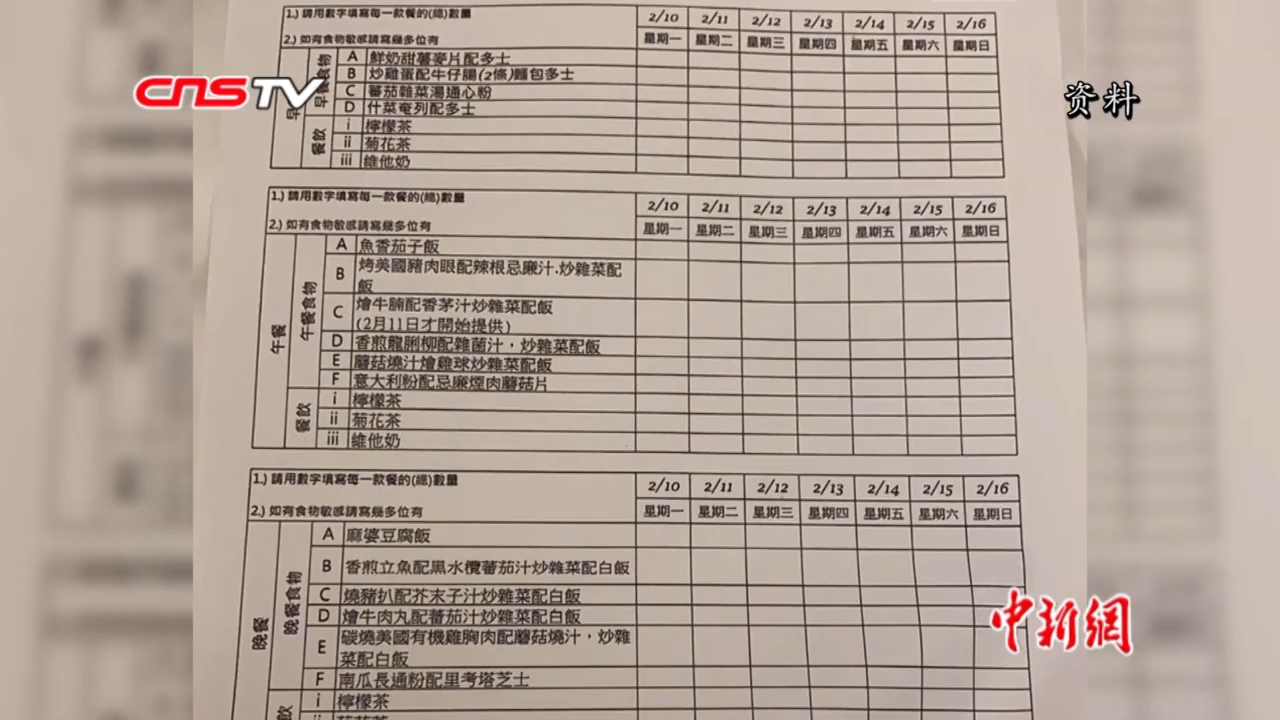 CNSTV
资料
1.) 請用數字填寫每一款餐的(總)數量
2.) 如有食物敏感請寫幾多位有
2/10 2/11 2/12 2/13 2/14 2/15 2/16
星期一 星期二 星期三 星期四 星期五 星期六 星期日
早餐食物
A 鮮奶甜薯麥片配多士
B 炒雞蛋配牛仔腸(2條)麵包多士
C 蕃茄雜菜湯通心粉
D 什菜奄列配多士
餐飲
i 檸檬茶
ii 菊花茶
iii 維他奶
1.) 請用數字填寫每一款餐的(總)數量
2.) 如有食物敏感請寫幾多位有
2/10 2/11 2/12 2/13 2/14 2/15 2/16
星期一 星期二 星期三 星期四 星期五 星期六 星期日
午餐
午餐食物
A 魚香茄子飯
B 烤美國豬肉眼配辣根忌廉汁.炒雜菜配
飯
C 燴牛腩配香茅汁炒雜菜配飯
(2月11日才開始提供)
D 香煎龍脷柳配雜菌汁，炒雜菜配飯
E 蘑菇燒汁燴雞球炒雜菜配飯
F 意大利粉配忌廉煙肉蘑菇片
餐飲
i 檸檬茶
ii 菊花茶
iii 維他奶
1.) 請用數字填寫每一款餐的(總)數量
2.) 如有食物敏感請寫幾多位有
2/10 2/11 2/12 2/13 2/14 2/15 2/16
星期一 星期二 星期三 星期四 星期五 星期六 星期日
晚餐
晚餐食物
A 麻婆豆腐飯
B 香煎立魚配黑水欖蕃茄汁炒雜菜配白飯
C 燒豬扒配芥末子汁炒雜菜配白飯
D 燴牛肉丸配蕃茄汁炒雜菜配白飯
E 碳燒美國有機雞胸肉配蘑菇燒汁，炒雜
菜配白飯
F 南瓜長通粉配里考塔芝士
飲
i 檸檬茶
ii
中新網